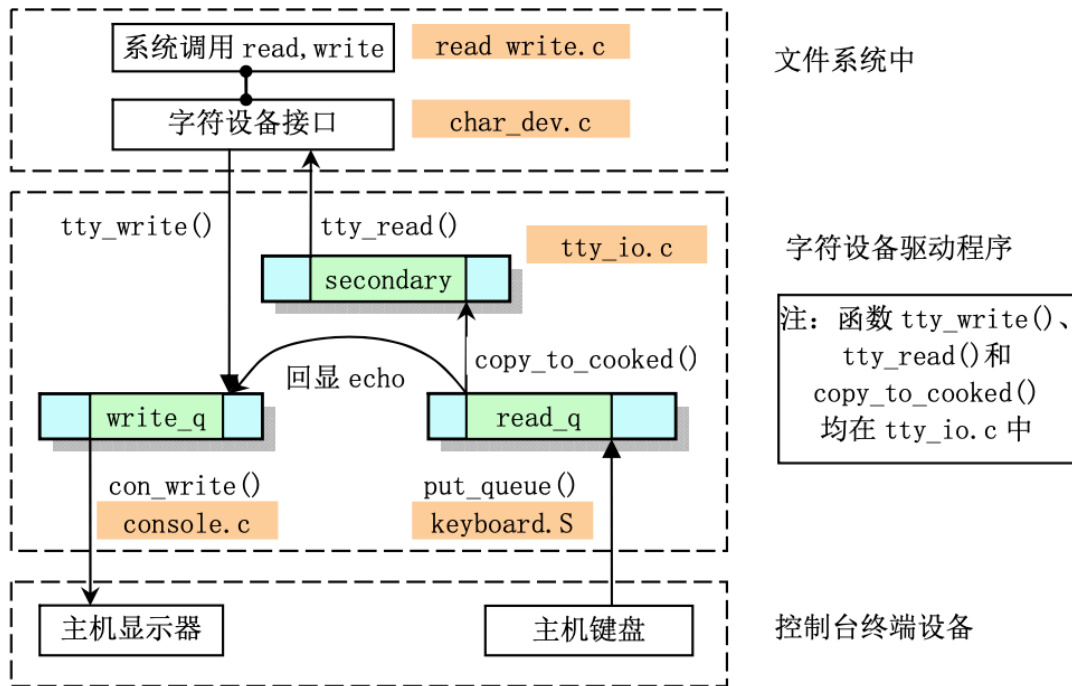 系统调用 read,write
read write.c
文件系统中
字符设备接口
char_dev.c
tty_write()
tty_read()
tty_io.c
字符设备驱动程序
secondary
注：函数 tty_write()、
tty_read()和
copy_to_cooked()
均在 tty_io.c 中
回显 echo
copy_to_cooked()
write_q
read_q
con_write()
put_queue()
console.c
keyboard.S
主机显示器
主机键盘
控制台终端设备